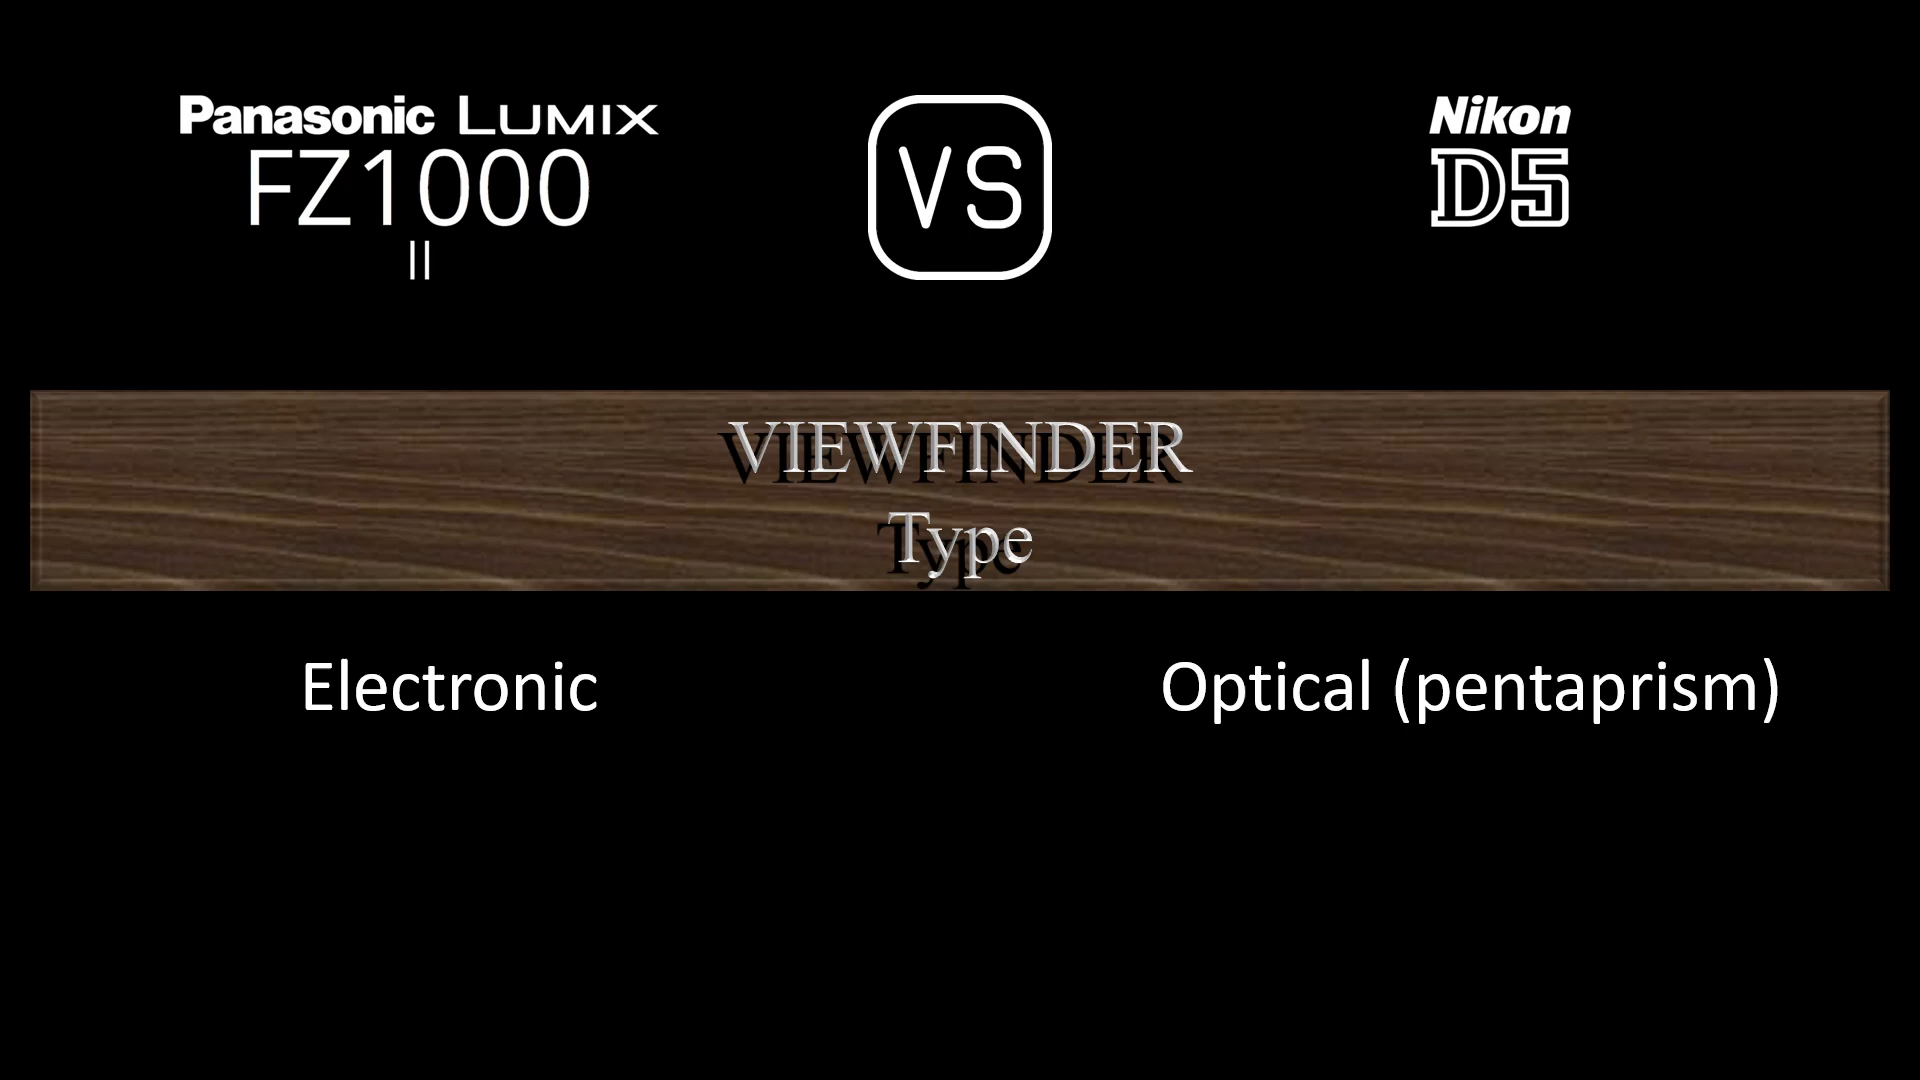 Panasonic LUMIX
FZ1000
II
VS
Nikon
D5
VIEWFINDER
Type
Electronic
Optical (pentaprism)